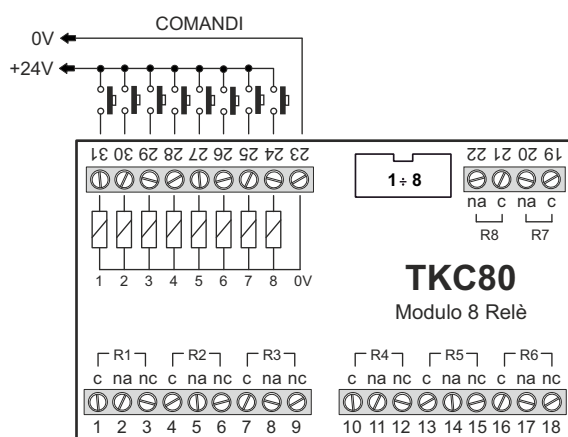 COMANDI
0V
+24V
31 30 29 28 27 26 25 24 23
22 21 20 19
1 ÷ 8
na c na c
R8 R7
1 2 3 4 5 6 7 8 0V
TKC80
Modulo 8 Relè
R1 R2 R3 R4 R5 R6
c na nc c na nc c na nc c na nc c na nc c na nc
1 2 3 4 5 6 7 8 9 10 11 12 13 14 15 16 17 18